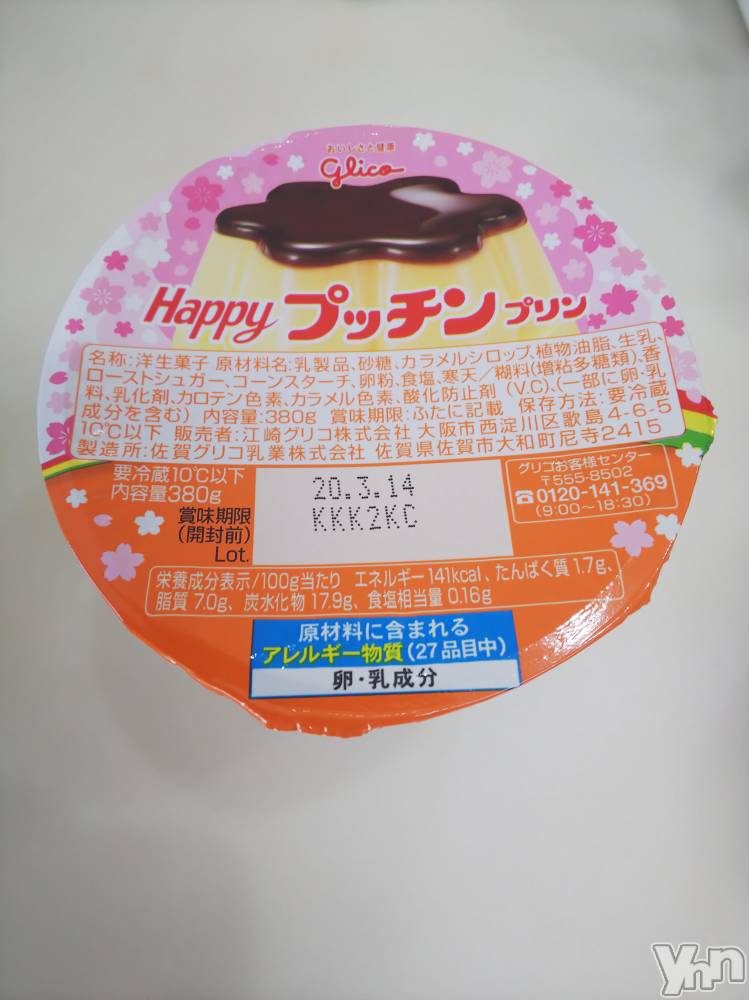 おいしさと健康
Glico
Happy プッチンプリン
名称:洋生菓子 原材料名:乳製品、砂糖、カラメルシロップ、植物油脂、生乳、
ローストシュガー、コーンスターチ、卵粉、食塩、寒天/糊料(増粘多糖類)、香
料、乳化剤、カロテン色素、カラメル色素、酸化防止剤(V.C)、(一部に卵・乳
成分を含む) 内容量:380g 賞味期限:ふたに記載 保存方法:要冷蔵
10℃以下 販売者:江崎グリコ株式会社 大阪市西淀川区歌島4-6-5
製造所:佐賀グリコ乳業株式会社 佐賀県佐賀市大和町尼寺2415
要冷蔵10℃以下
内容量380g
賞味期限
(開封前)
Lot.
20.3.14
KKK2KC
グリコお客様センター
〒555-8502
☎0120-141-369
(9:00〜18:30)
栄養成分表示/100g当たり エネルギー141kcal、たんぱく質1.7g、
脂質7.0g、炭水化物17.9g、食塩相当量0.16g
原材料に含まれる
アレルギー物質(27品目中)
卵・乳成分
Ynn